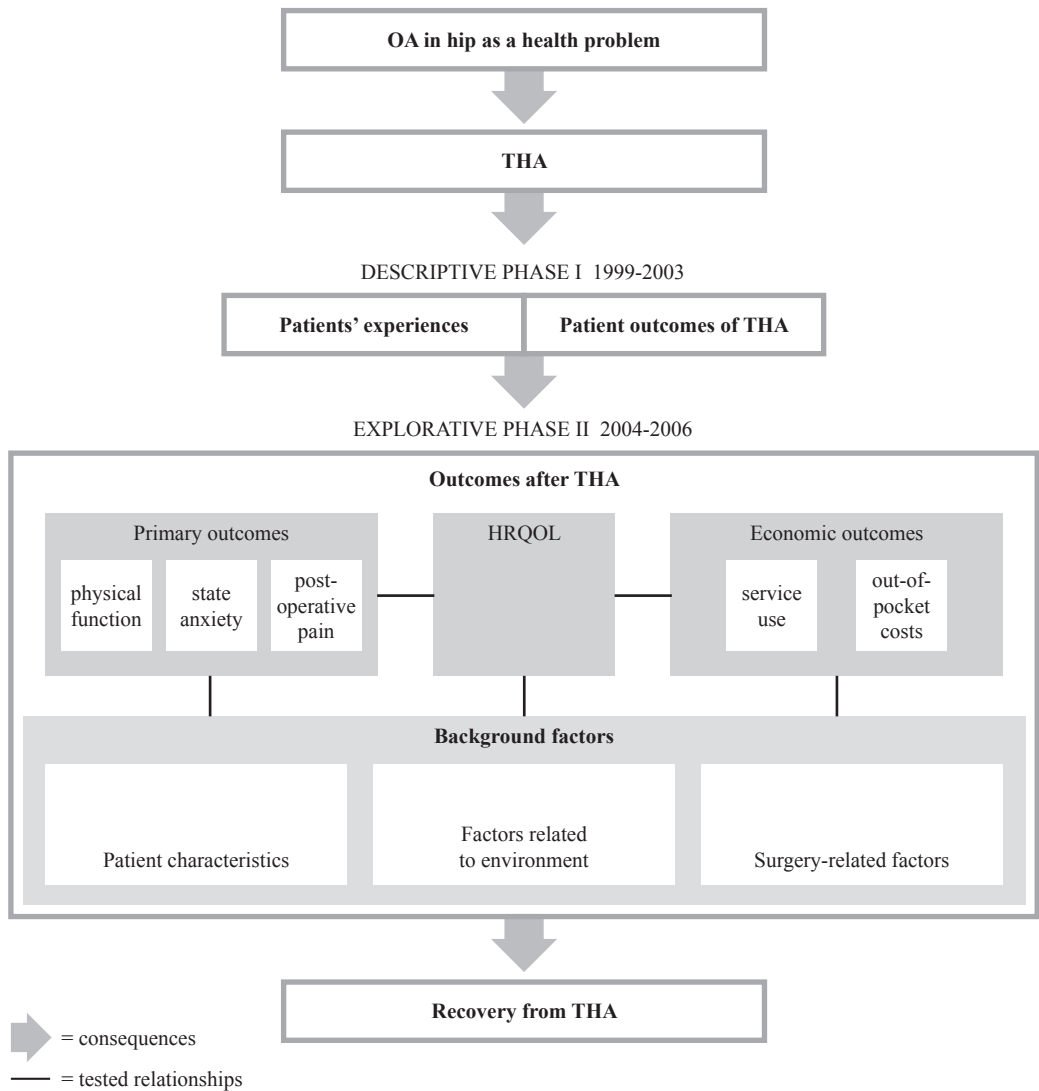 OA in hip as a health problem
THA
DESCRIPTIVE PHASE I 1999-2003
Patients’ experiences
Patient outcomes of THA
EXPLORATIVE PHASE II 2004-2006
Outcomes after THA
Primary outcomes
physical
function
state
anxiety
post-
operative
pain
HRQOL
Economic outcomes
service
use
out-of-
pocket
costs
Background factors
Patient characteristics
Factors related
to environment
Surgery-related factors
Recovery from THA
= consequences
= tested relationships